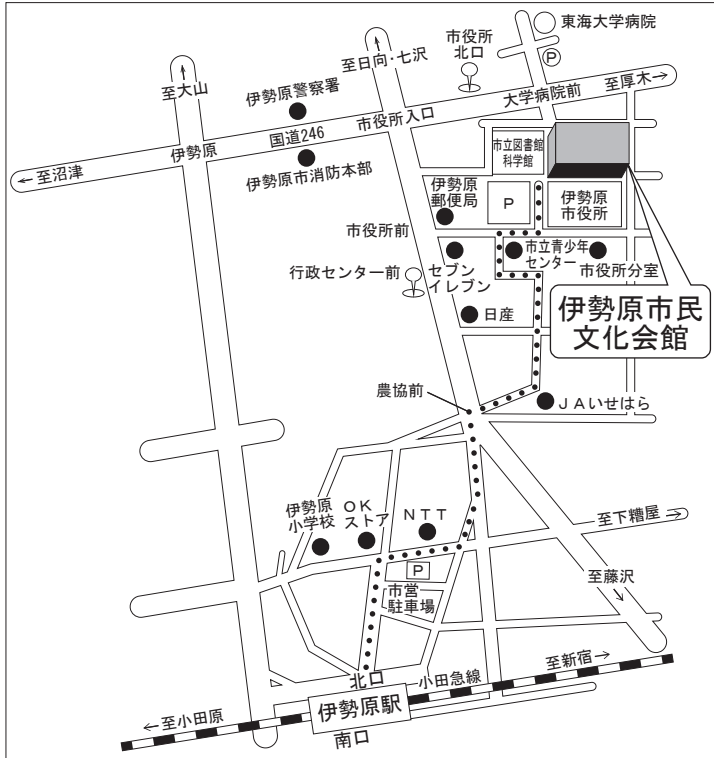 東海大学病院
市役所
北口
P
至日向・七沢
至大山
伊勢原警察署
至厚木→
大学病院前
市役所入口
国道246
伊勢原
←至沼津
伊勢原市消防本部
市立図書館
科学館
伊勢原
郵便局
P
伊勢原
市役所
市役所前
市立青少年
センター
市役所分室
行政センター前
セブン
イレブン
日産
伊勢原市民
文化会館
農協前
JAいせはら
伊勢原
小学校
OK
ストア
NTT
至下糟屋→
P
市営
駐車場
至藤沢
北口
小田急線
至新宿→
伊勢原駅
←至小田原
南口